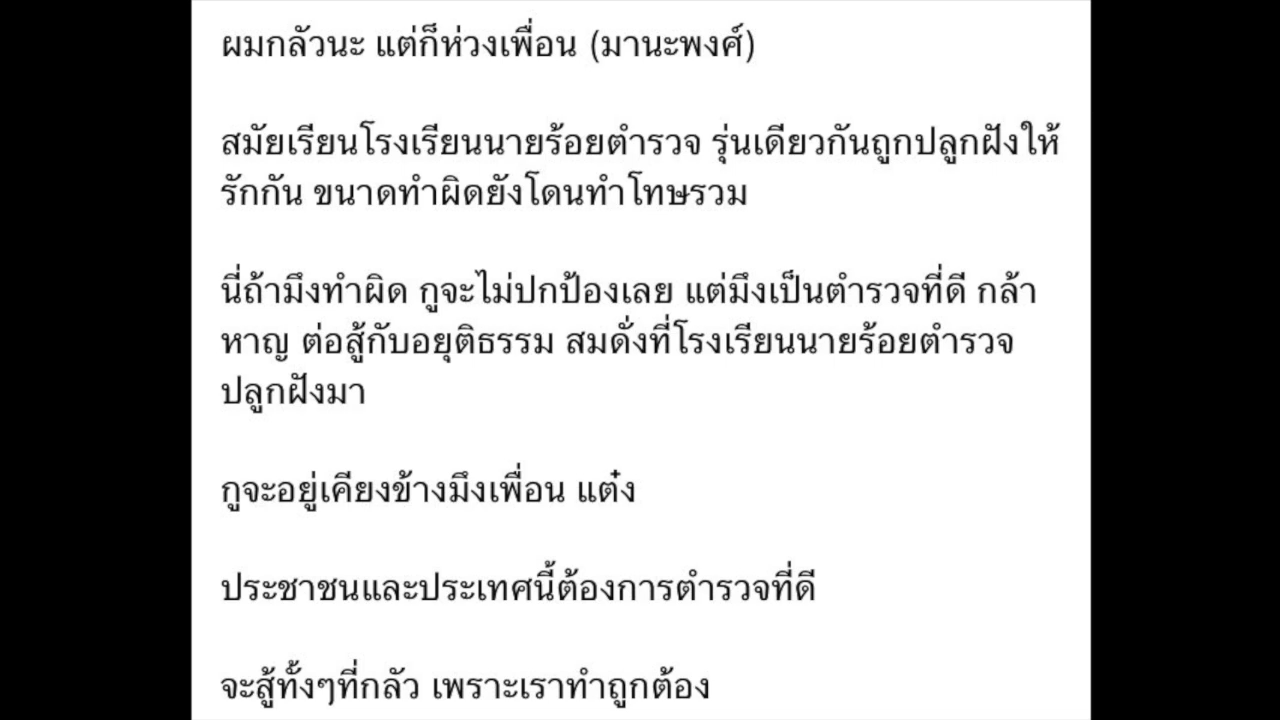 ผมกลัวนะ แต่ก็ห่วงเพื่อน (มานะพงศ์)
สมัยเรียนโรงเรียนนายร้อยตำรวจ รุ่นเดียวกันถูกปลูกฝังให้
รักกัน ขนาดทำผิดยังโดนทำโทษรวม
นี่ถ้ามึงทำผิด กูจะไม่ปกป้องเลย แต่มึงเป็นตำรวจที่ดี กล้า
หาญ ต่อสู้กับอยุติธรรม สมดั่งที่โรงเรียนนายร้อยตำรวจ
ปลูกฝังมา
กูจะอยู่เคียงข้างมึงเพื่อน แต๋ง
ประชาชนและประเทศนี้ต้องการตำรวจที่ดี
จะสู้ทั้งๆที่กลัว เพราะเราทำถูกต้อง